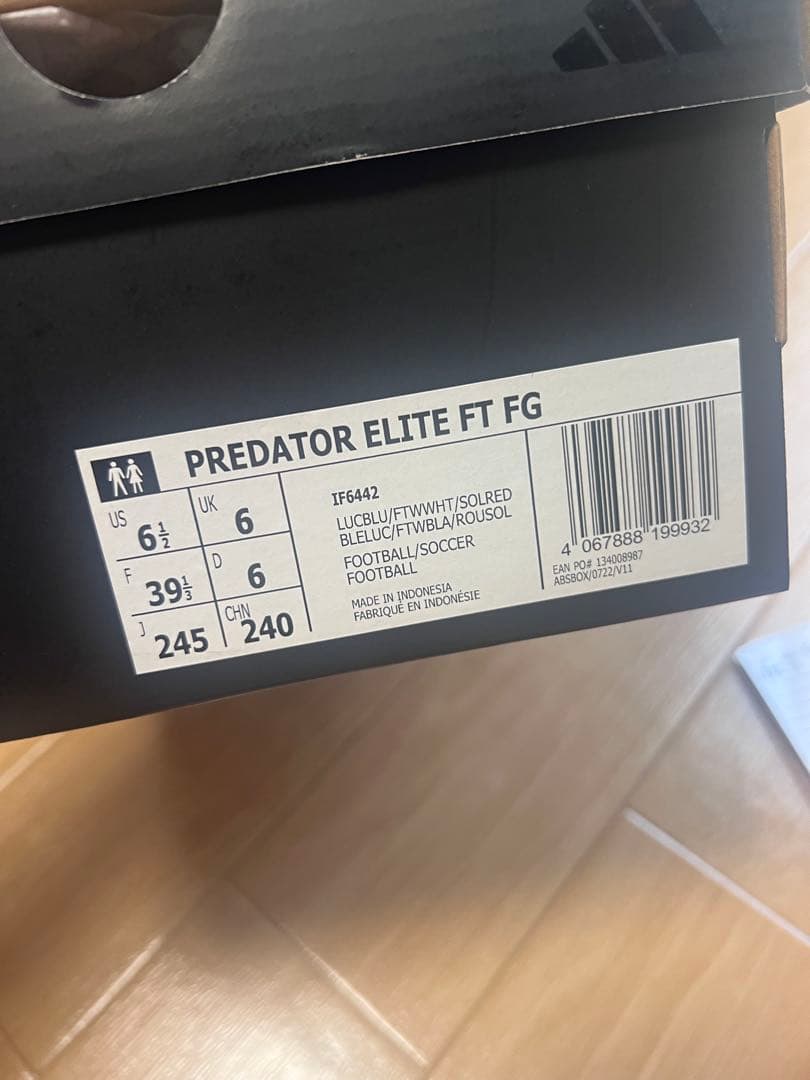 PREDATOR ELITE FT FG
US 6½
UK 6
F 39⅓
D 6
J 245
CHN 240
IF6442
LUCBLU/FTWWHT/SOLRED
BLELUC/FTWBLA/ROUSOL
FOOTBALL/SOCCER
FOOTBALL
MADE IN INDONESIA
FABRIQUÉ EN INDONÉSIE
4 067888 199932
EAN PO# 134008987
ABSBOX/0722/V11